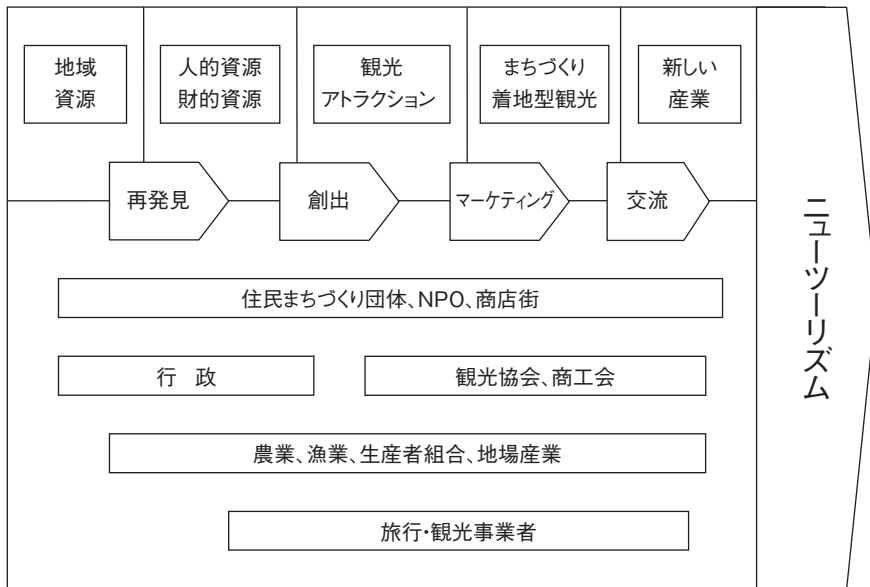 地域
資源
人的資源
財的資源
観光
アトラクション
まちづくり
着地型観光
新しい
産業
再発見
創出
マーケティング
交流
住民まちづくり団体、NPO、商店街
行　政
観光協会、商工会
農業、漁業、生産者組合、地場産業
旅行・観光事業者
ニューツーリズム